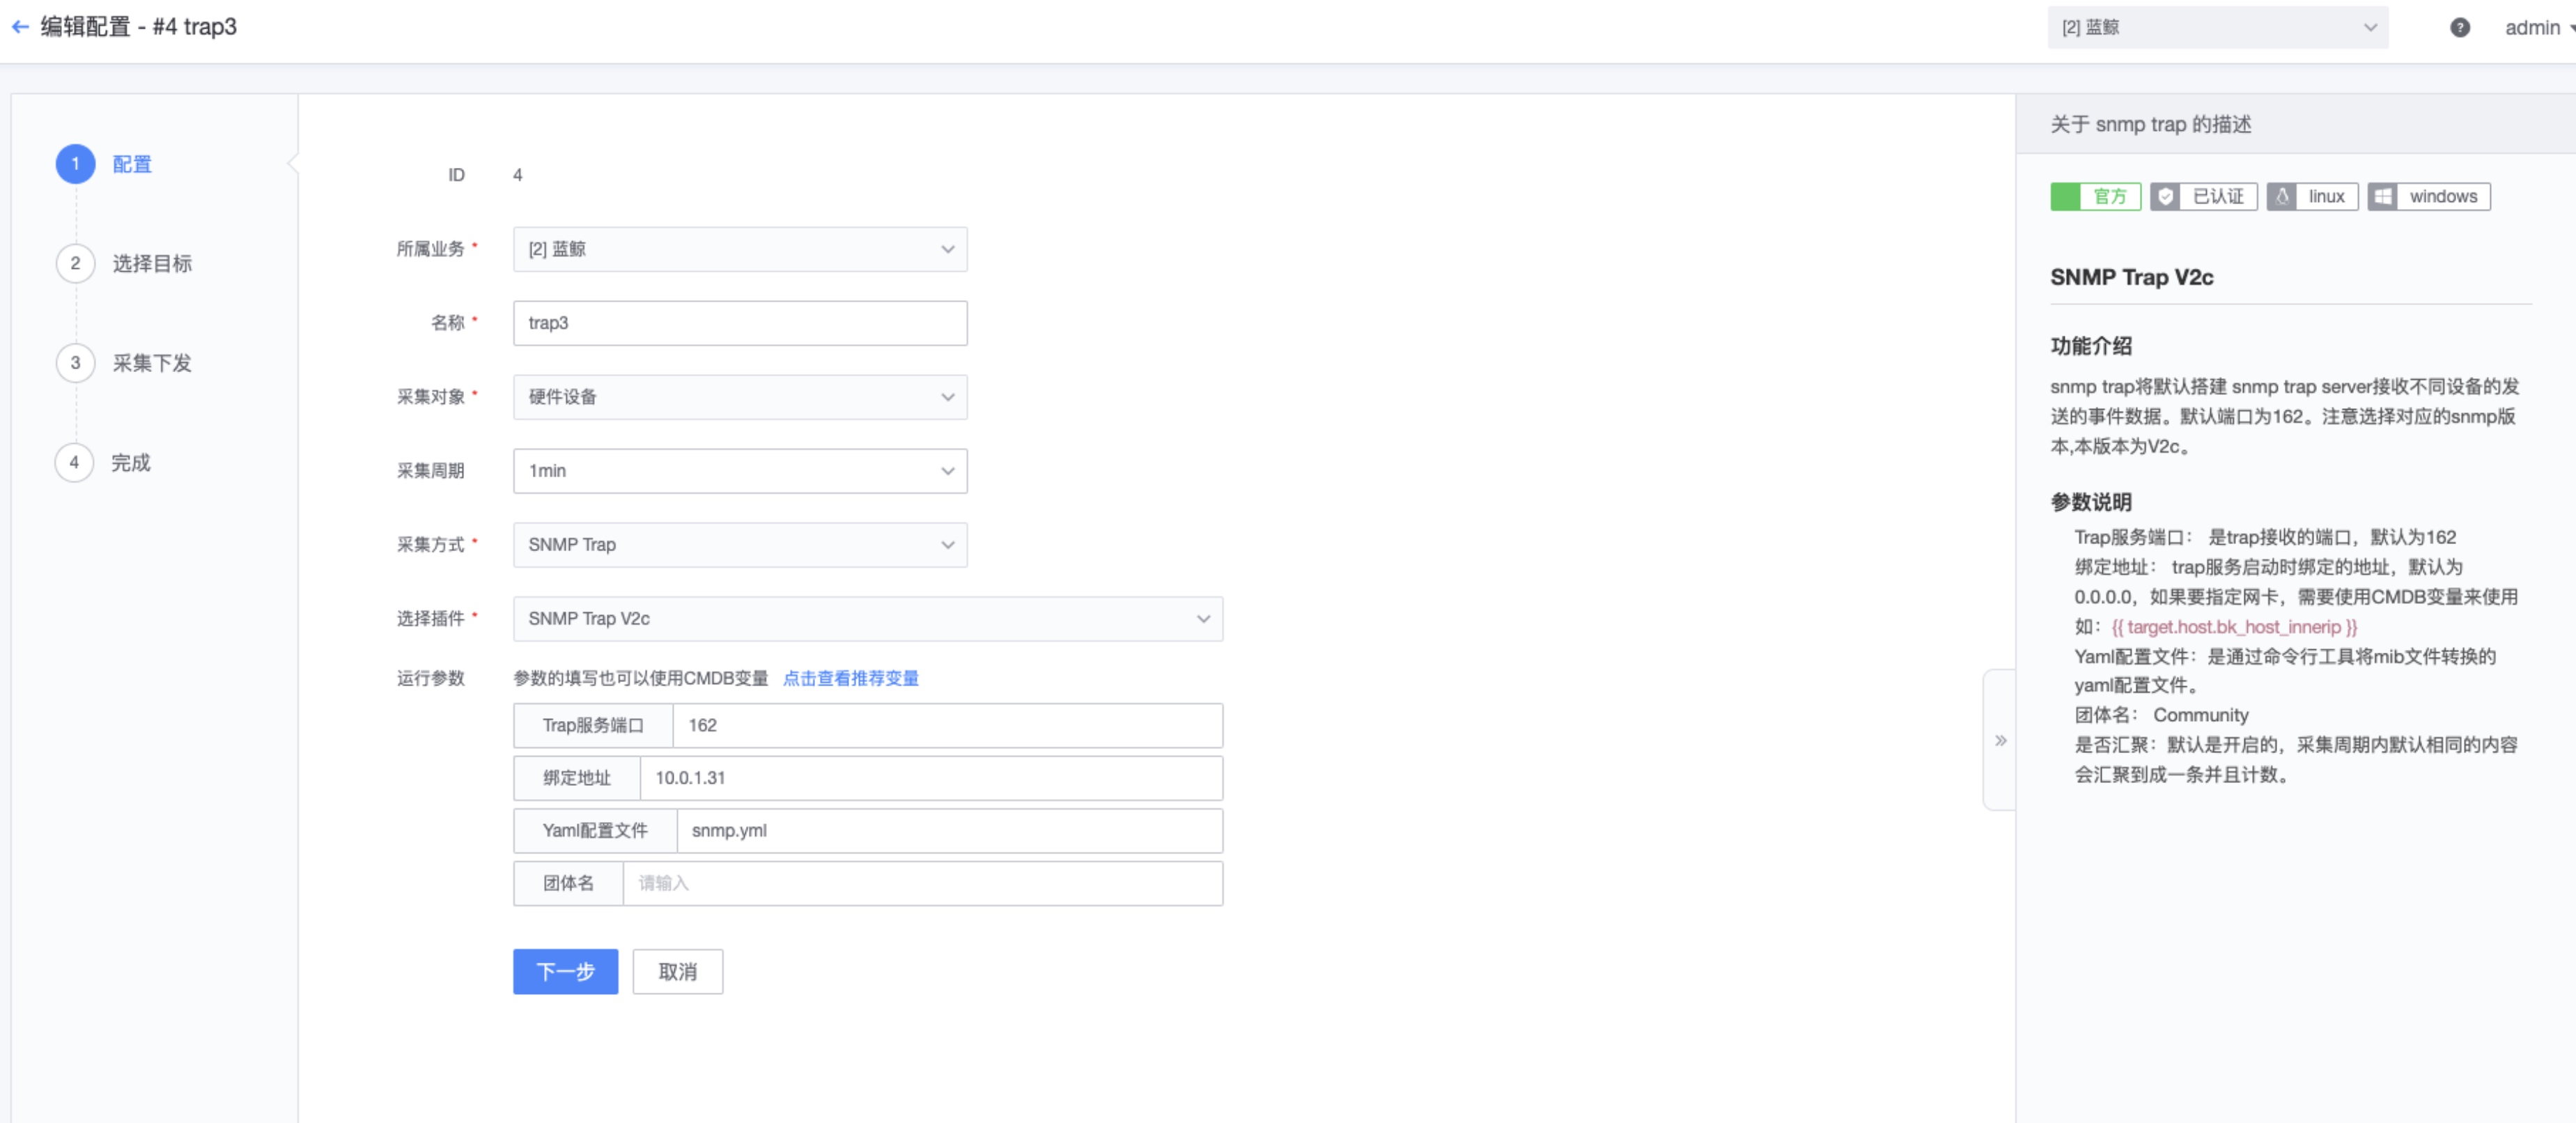 编辑配置 - #4 trap3
[2] 蓝鲸
admin
1 配置
2 选择目标
3 采集下发
4 完成
ID 4
所属业务 * [2] 蓝鲸
名称 * trap3
采集对象 * 硬件设备
采集周期 1min
采集方式 * SNMP Trap
选择插件 * SNMP Trap V2c
运行参数 参数的填写也可以使用CMDB变量 点击查看推荐变量
Trap服务端口 162
绑定地址 10.0.1.31
Yaml配置文件 snmp.yml
团体名 请输入
下一步 取消
关于 snmp trap 的描述
官方 已认证 linux windows
SNMP Trap V2c
功能介绍
snmp trap将默认搭建 snmp trap server接收不同设备的发
送的事件数据。默认端口为162。注意选择对应的snmp版
本,本版本为V2c。
参数说明
Trap服务端口： 是trap接收的端口，默认为162
绑定地址： trap服务启动时绑定的地址，默认为
0.0.0.0，如果要指定网卡，需要使用CMDB变量来使用
如：{{ target.host.bk_host_innerip }}
Yaml配置文件：是通过命令行工具将mib文件转换的
yaml配置文件。
团体名： Community
是否汇聚：默认是开启的，采集周期内默认相同的内容
会汇聚到成一条并且计数。